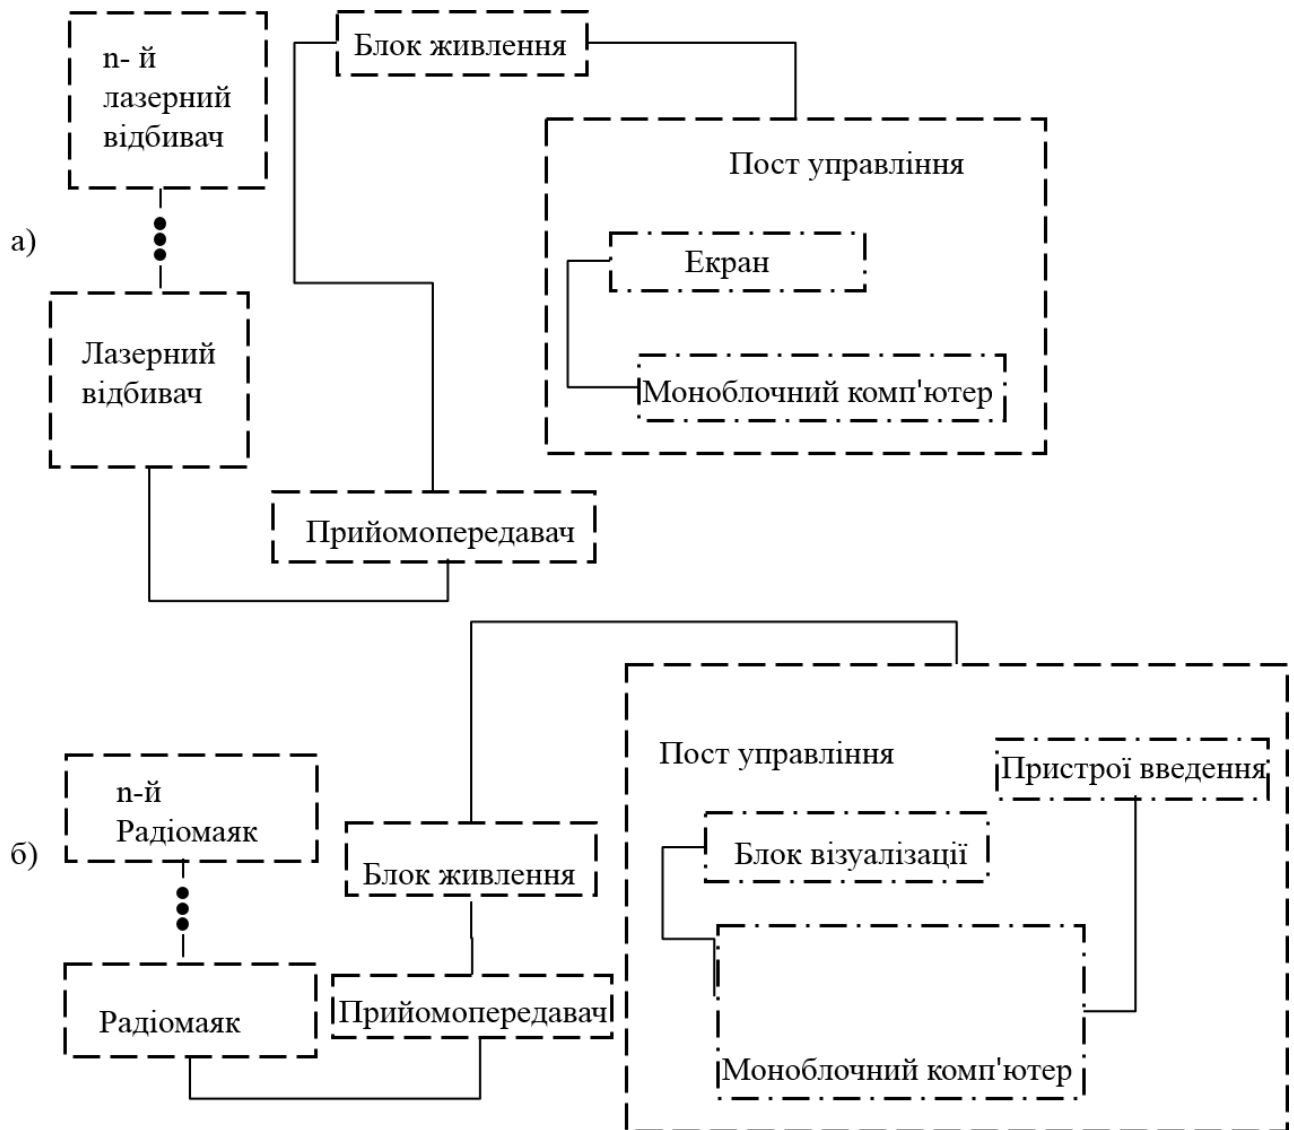 n- й
лазерний
відбивач
Блок живлення
Пост управління
а)
Екран
Лазерний
відбивач
Моноблочний комп'ютер
Прийомопередавач
Пост управління
Пристрої введення
n-й
Радіомаяк
б)
Блок живлення
Блок візуалізації
Радіомаяк
Прийомопередавач
Моноблочний комп'ютер